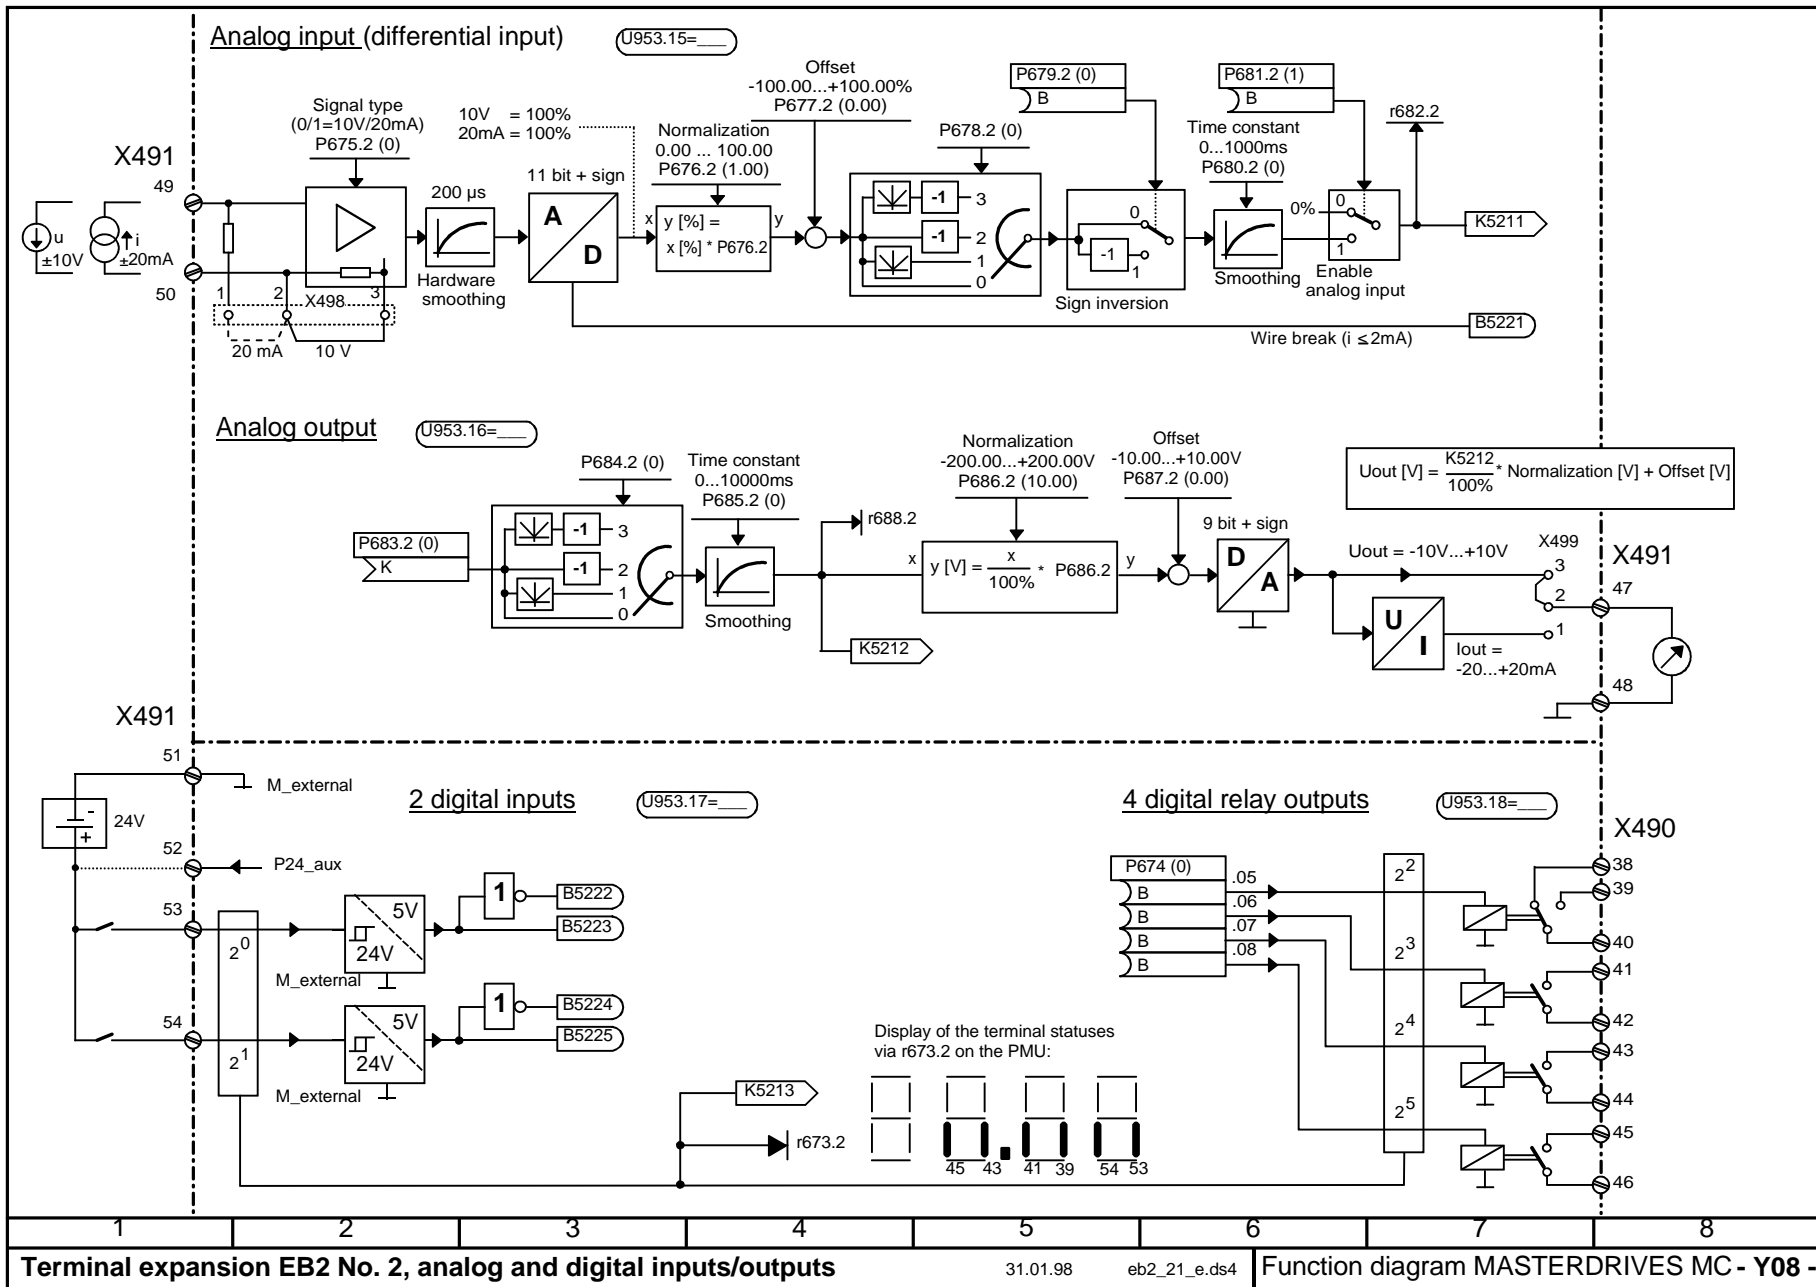 Analog input (differential input)
U953.15=___
Offset
-100.00...+100.00%
P677.2 (0.00)
P679.2 (0)
B
P681.2 (1)
B
r682.2
Signal type
(0/1=10V/20mA)
P675.2 (0)
10V = 100%
20mA = 100%
Normalization
0.00 ... 100.00
P676.2 (1.00)
P678.2 (0)
Time constant
0...1000ms
P680.2 (0)
X491
49
200 µs
11 bit + sign
A
D
x
y [%] =
x [%] * P676.2
y
-1
3
-1
2
1
0
0
-1
1
0%
0
1
K5211
u
±10V
i
±20mA
50
1
2
3
X498
20 mA
10 V
Hardware
smoothing
Sign inversion
Smoothing
Enable
analog input
B5221
Wire break (i ≤2mA)
Analog output
U953.16=___
P684.2 (0)
Time constant
0...10000ms
P685.2 (0)
Normalization
-200.00...+200.00V
P686.2 (10.00)
Offset
-10.00...+10.00V
P687.2 (0.00)
Uout [V] = K5212 / 100% * Normalization [V] + Offset [V]
P683.2 (0)
K
-1
3
-1
2
1
0
Smoothing
r688.2
K5212
x
y [V] = x / 100% * P686.2
y
9 bit + sign
D
A
Uout = -10V...+10V
X499
3
2
1
U
I
Iout =
-20...+20mA
X491
47
48
X491
51
M_external
24V
-
+
52
P24_aux
2 digital inputs
U953.17=___
53
2^0
5V
24V
M_external
1
B5222
B5223
54
2^1
5V
24V
M_external
1
B5224
B5225
4 digital relay outputs
U953.18=___
X490
P674 (0)
B
.05
B
.06
B
.07
B
.08
2^2
2^3
2^4
2^5
38
39
40
41
42
43
44
45
46
Display of the terminal statuses
via r673.2 on the PMU:
45 43 41 39 54 53
K5213
r673.2
1 2 3 4 5 6 7 8
Terminal expansion EB2 No. 2, analog and digital inputs/outputs
31.01.98
eb2_21_e.ds4
Function diagram MASTERDRIVES MC - Y08 -